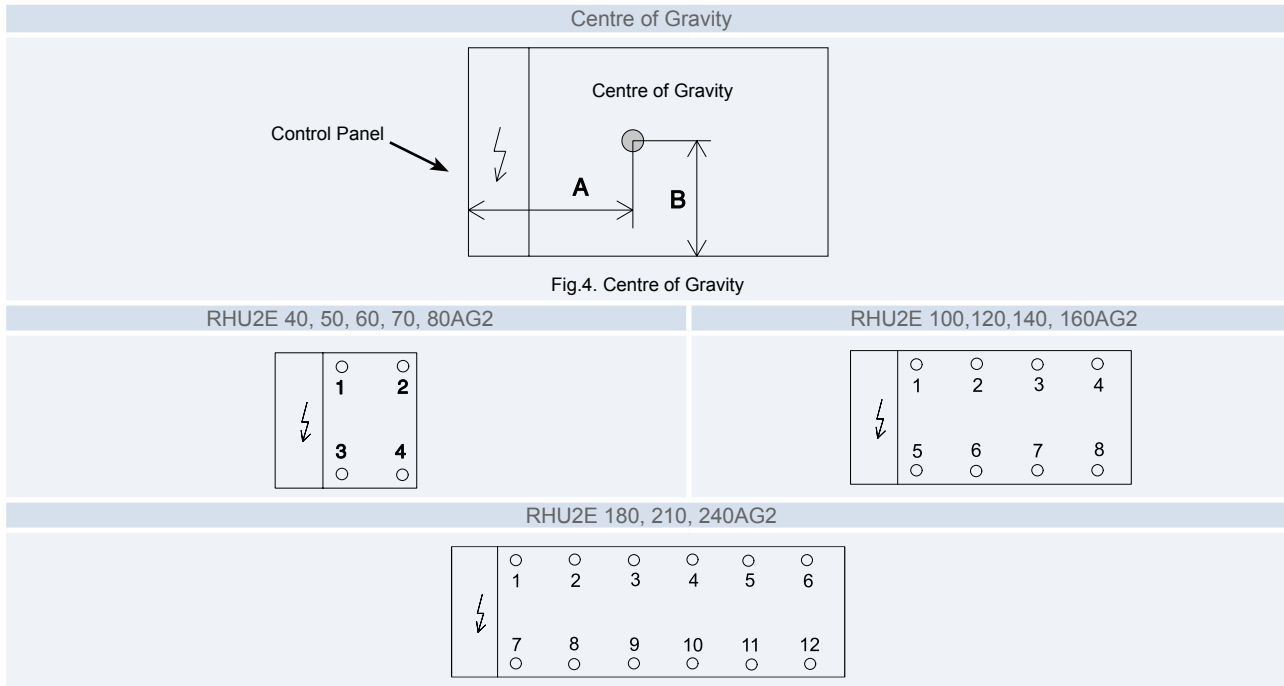 Centre of Gravity
Centre of Gravity
Control Panel
A
B
Fig.4. Centre of Gravity
RHU2E 40, 50, 60, 70, 80AG2
RHU2E 100,120,140, 160AG2
1 2
3 4
1 2 3 4
5 6 7 8
RHU2E 180, 210, 240AG2
1 2 3 4 5 6
7 8 9 10 11 12